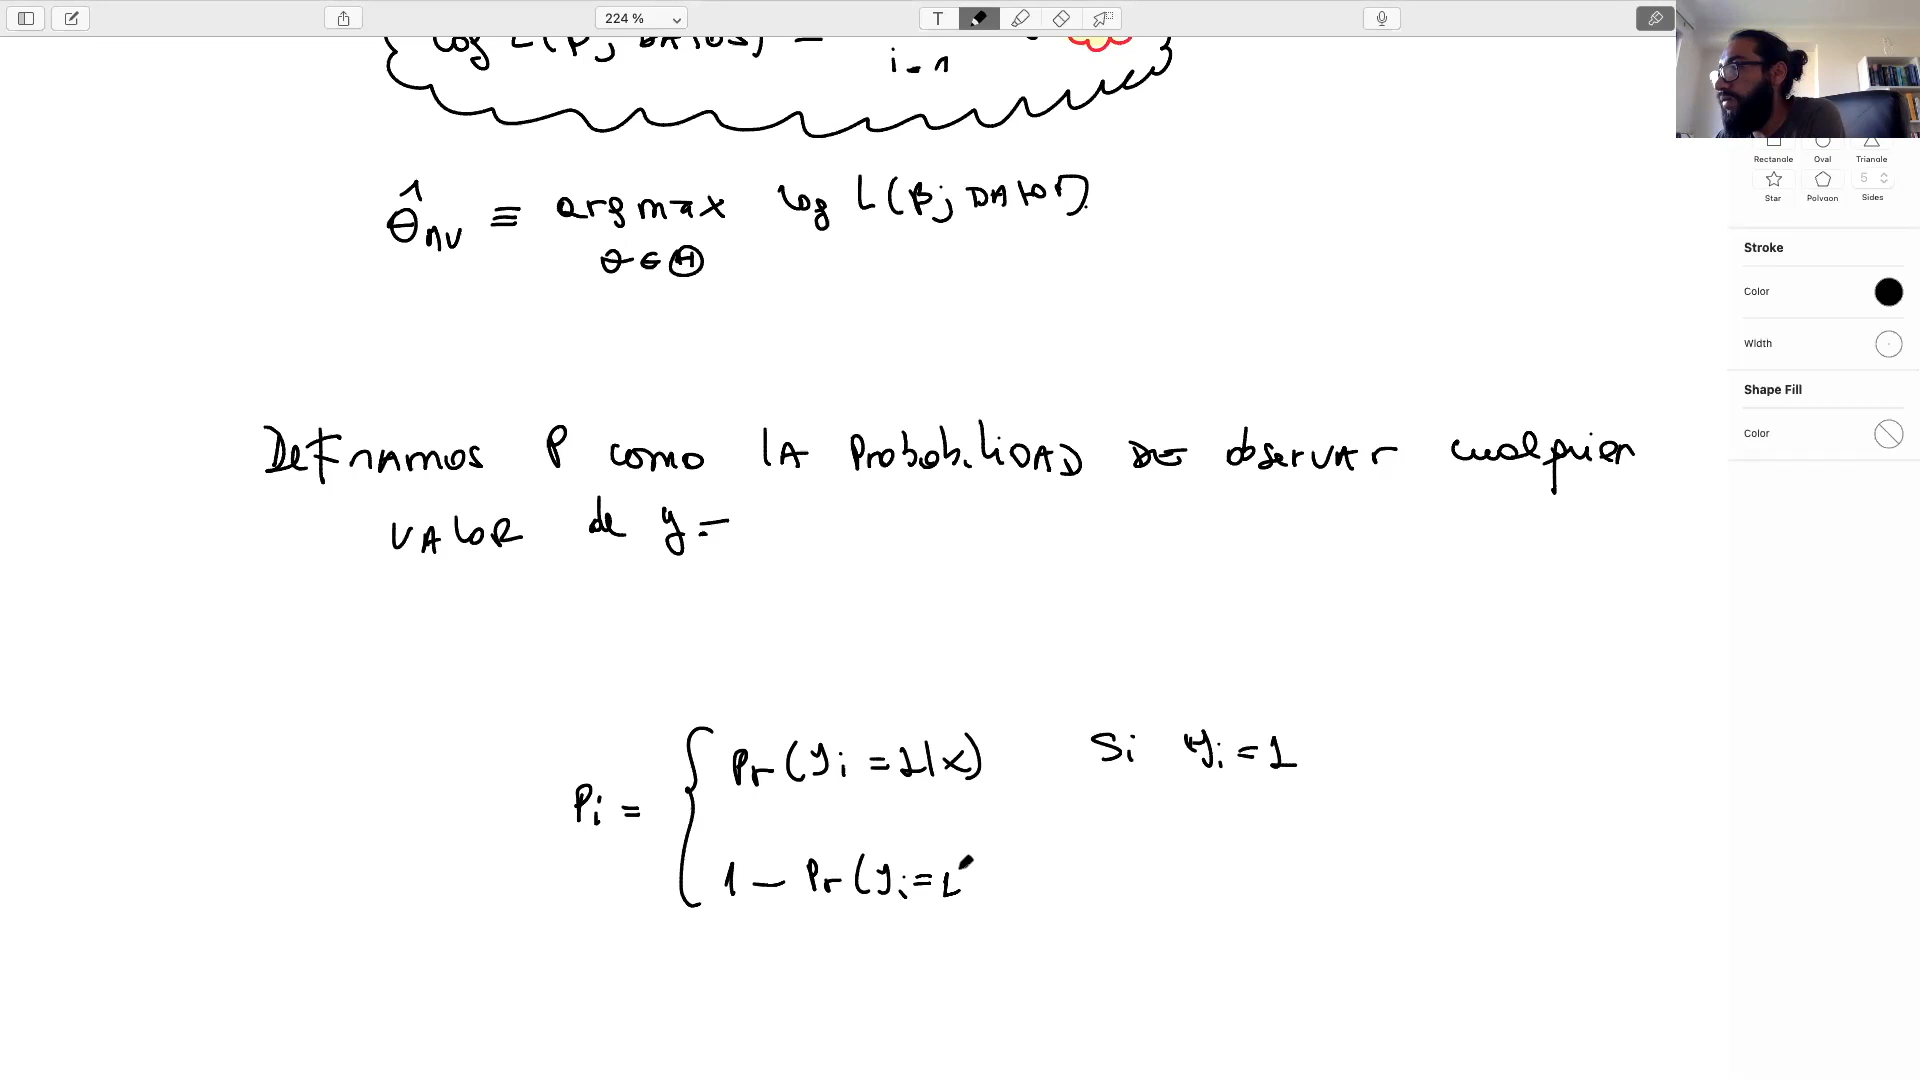 224 %
T
log L(β; DATOS) =
i=1
θ̂ₘᵥ ≡ argmax log L(β; DATOS)
θ ∈ Θ
Definamos P como LA Probabilidad de observar cualquier
VALOR de y=
Pi = { Pr(yi = 1|x) Si yi = 1
1 – Pr(yi=1
Rectangle Oval Triangle
5
Star Polygon Sides
Stroke
Color
Width
Shape Fill
Color